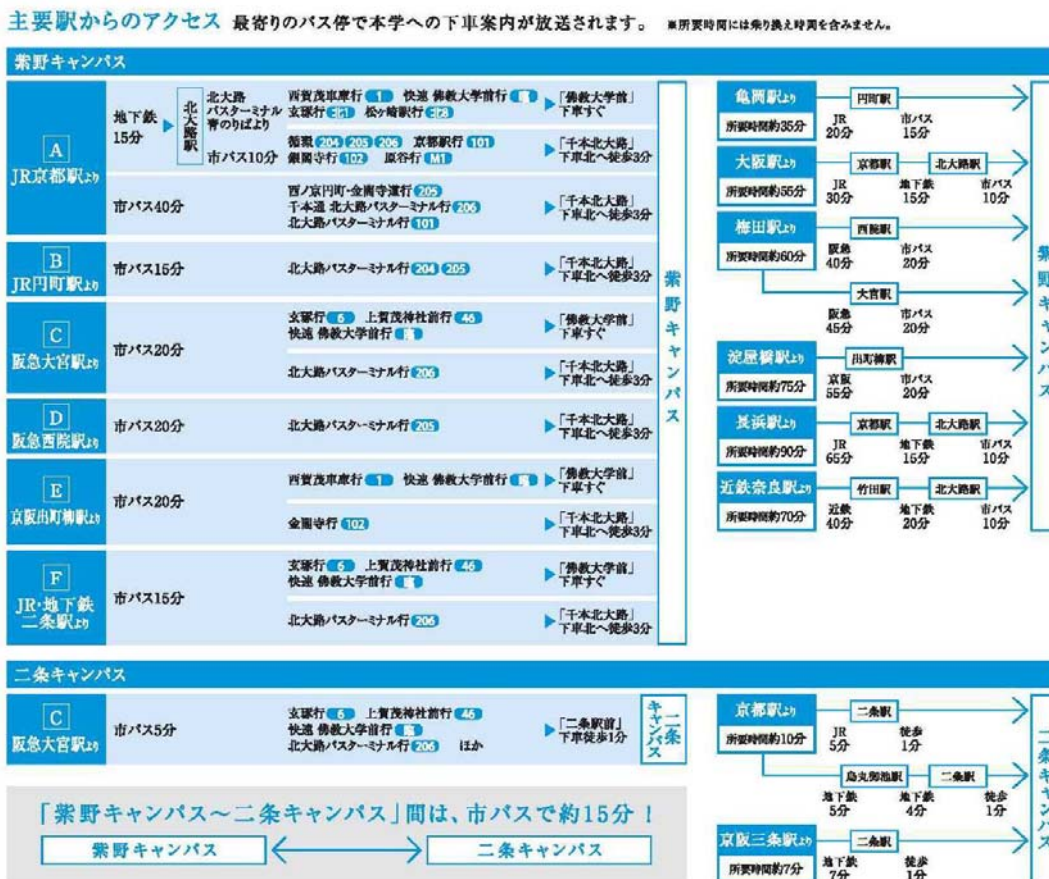 主要駅からのアクセス 最寄りのバス停で本学への下車案内が放送されます。 ※所要時間には乗り換え時間を含みません。
紫野キャンパス
A
JR京都駅より
地下鉄
15分
北大路駅
北大路
バスターミナル
青のりばより
市バス10分
西賀茂車庫行 1 快速 佛教大学前行
玄琢行 北1 松ヶ崎駅行 北8
「佛教大学前」
下車すぐ
循環 204 205 206 京都駅行 101
銀閣寺行 102 原谷行 M1
「千本北大路」
下車北へ徒歩3分
市バス40分
西ノ京円町・金閣寺運行 205
千本通 北大路バスターミナル行 206
北大路バスターミナル行 101
「千本北大路」
下車北へ徒歩3分
B
JR円町駅より
市バス15分
北大路バスターミナル行 204 205
「千本北大路」
下車北へ徒歩3分
C
阪急大宮駅より
市バス20分
玄琢行 6 上賀茂神社前行 46
快速 佛教大学前行
「佛教大学前」
下車すぐ
北大路バスターミナル行 206
「千本北大路」
下車北へ徒歩3分
D
阪急西院駅より
市バス20分
北大路バスターミナル行 205
「千本北大路」
下車北へ徒歩3分
E
京阪出町柳駅より
市バス20分
西賀茂車庫行 1 快速 佛教大学前行
「佛教大学前」
下車すぐ
金閣寺行 102
「千本北大路」
下車北へ徒歩3分
F
JR・地下鉄
二条駅より
市バス15分
玄琢行 6 上賀茂神社前行 46
快速 佛教大学前行
「佛教大学前」
下車すぐ
北大路バスターミナル行 206
「千本北大路」
下車北へ徒歩3分
紫野キャンパス
亀岡駅より
所要時間約35分
円町駅
JR
20分
市バス
15分
大阪駅より
所要時間約55分
京都駅
北大路駅
JR
30分
地下鉄
15分
市バス
10分
梅田駅より
所要時間約60分
西院駅
阪急
40分
市バス
20分
大宮駅
阪急
45分
市バス
20分
淀屋橋駅より
所要時間約75分
出町柳駅
京阪
55分
市バス
20分
長浜駅より
所要時間約90分
京都駅
北大路駅
JR
65分
地下鉄
15分
市バス
10分
近鉄奈良駅より
所要時間約70分
竹田駅
北大路駅
近鉄
40分
地下鉄
20分
市バス
10分
紫野キャンパス
二条キャンパス
C
阪急大宮駅より
市バス5分
玄琢行 6 上賀茂神社前行 46
快速 佛教大学前行
北大路バスターミナル行 206 ほか
「二条駅前」
下車徒歩1分
二条キャンパス
京都駅より
所要時間約10分
二条駅
JR
5分
徒歩
1分
烏丸御池駅
二条駅
地下鉄
5分
地下鉄
4分
徒歩
1分
京阪三条駅より
所要時間約7分
二条駅
地下鉄
7分
徒歩
1分
二条キャンパス
「紫野キャンパス〜二条キャンパス」間は、市バスで約15分！
紫野キャンパス
二条キャンパス